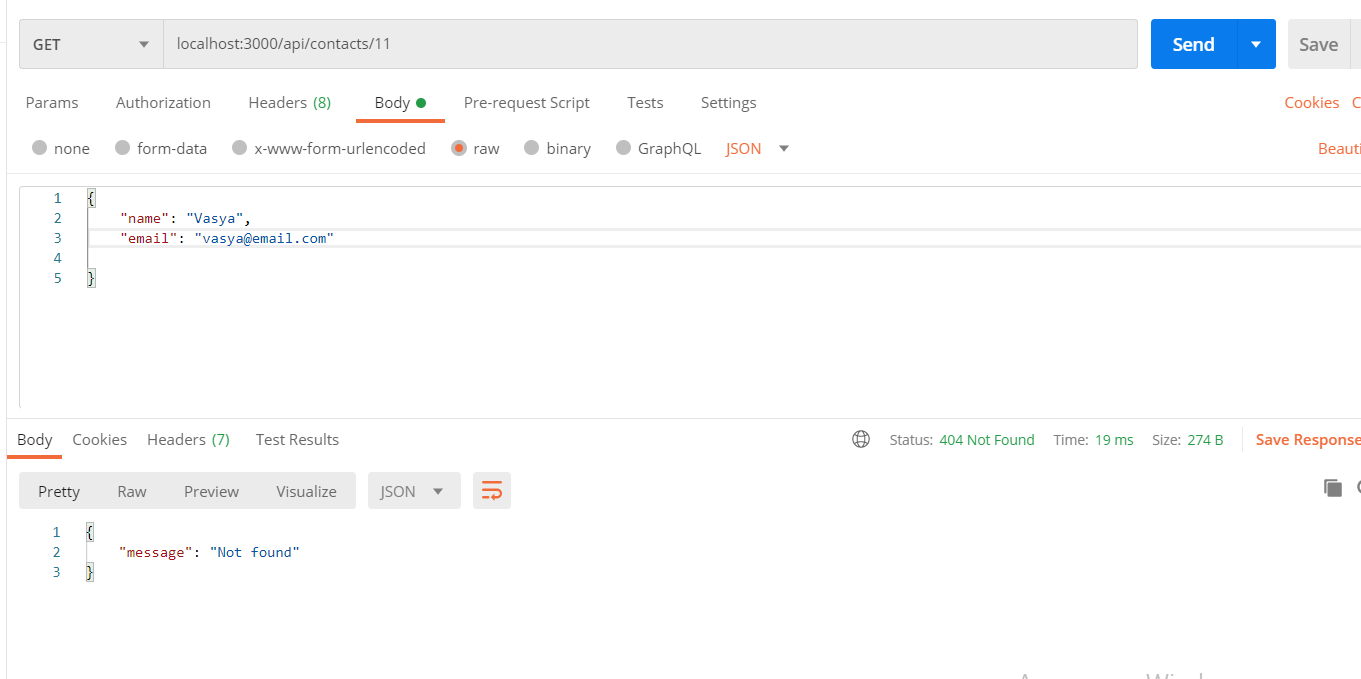 GET localhost:3000/api/contacts/11 Send Save
Params Authorization Headers (8) Body Pre-request Script Tests Settings Cookies C
none form-data x-www-form-urlencoded raw binary GraphQL JSON Beauti
1 {
2 "name": "Vasya",
3 "email": "vasya@email.com"
4
5 }
Body Cookies Headers (7) Test Results Status: 404 Not Found Time: 19 ms Size: 274 B Save Response
Pretty Raw Preview Visualize JSON
1 {
2 "message": "Not found"
3 }